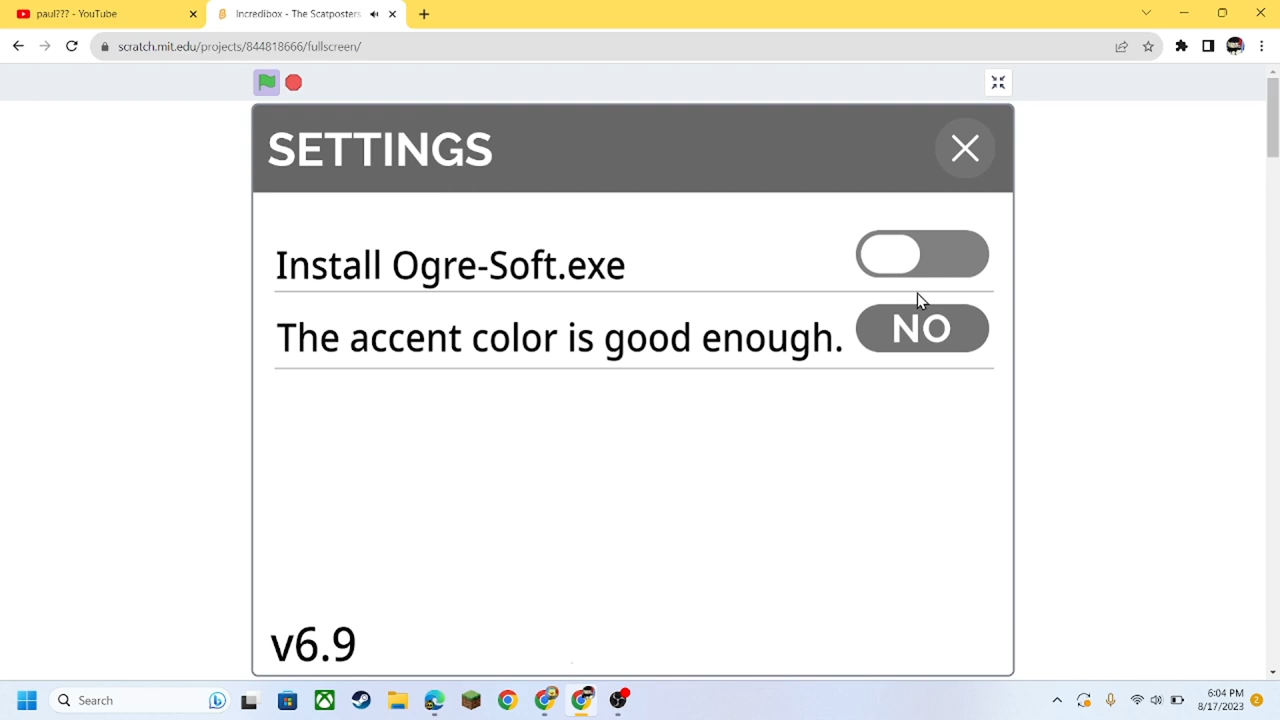 paul??? - YouTube
Incredibox - The Scatposters
scratch.mit.edu/projects/844818666/fullscreen/
SETTINGS
Install Ogre-Soft.exe
The accent color is good enough. NO
v6.9
Search
6:04 PM
8/17/2023
2